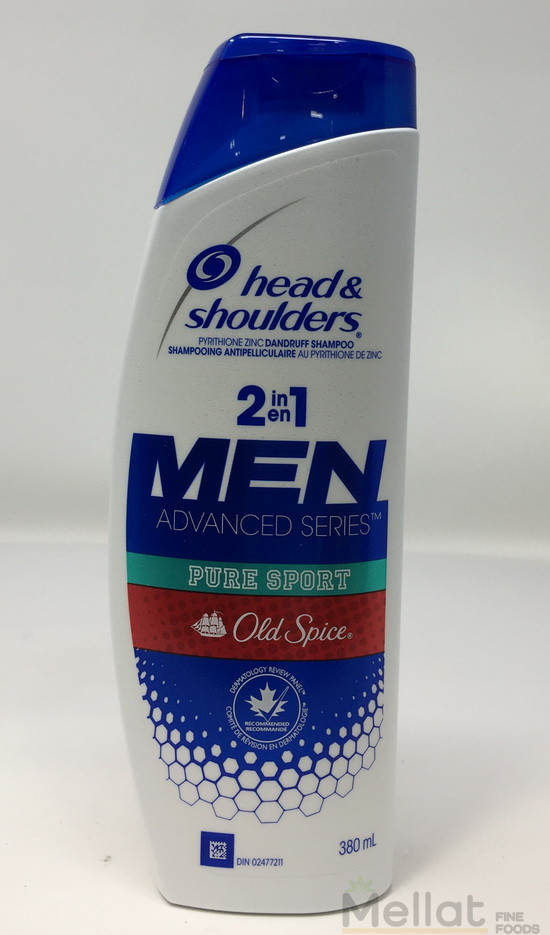 head &
shoulders®
PYRITHIONE ZINC DANDRUFF SHAMPOO
SHAMPOOING ANTIPELLICULAIRE AU PYRITHIONE DE ZINC
2 in en 1
MEN
ADVANCED SERIES™
PURE SPORT
Old Spice®
DERMATOLOGY REVIEW PANEL™
RECOMMENDED
RECOMMANDÉ
COMITÉ DE RÉVISION EN DERMATOLOGIE™
DIN 02477211
380 mL
Mellat FINE FOODS